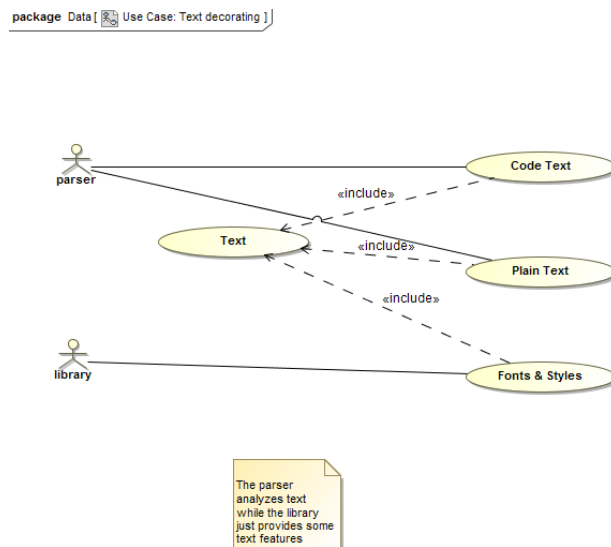 package Data [ Use Case: Text decorating ]
Code Text
parser
«include»
Text
«include»
Plain Text
«include»
library
Fonts & Styles
The parser
analyzes text
while the library
just provides some
text features